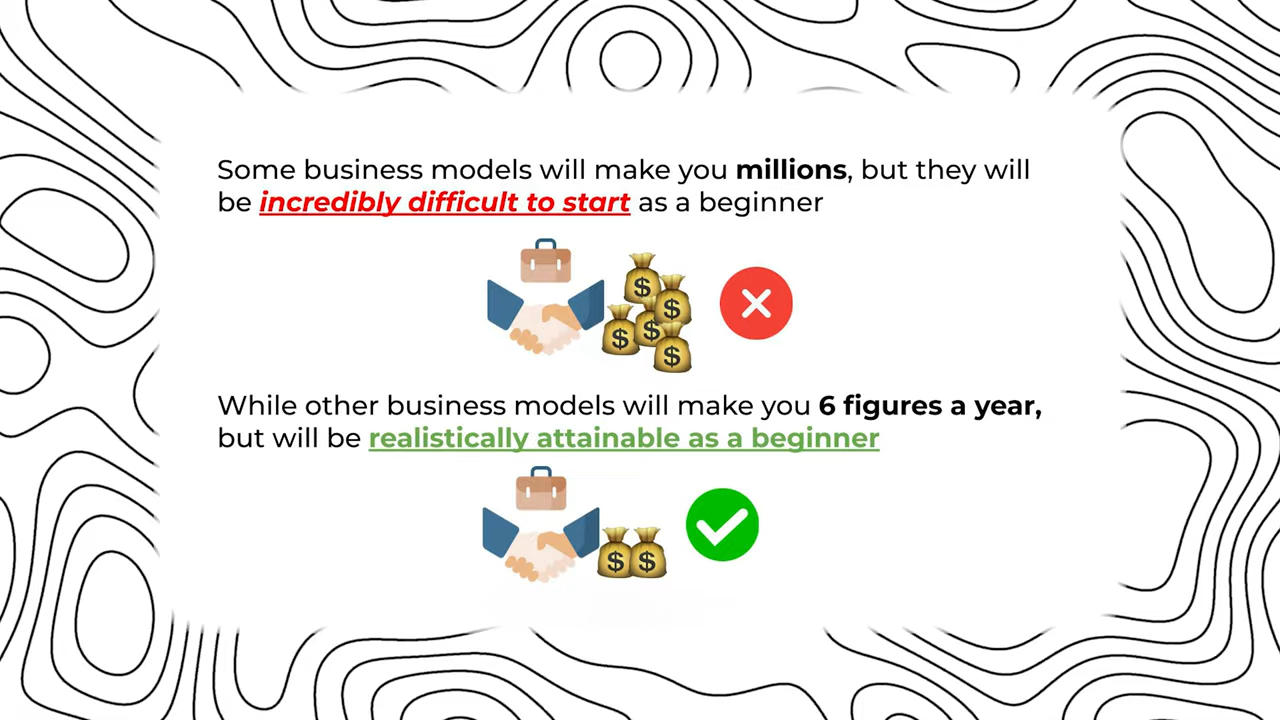 Some business models will make you millions, but they will
be incredibly difficult to start as a beginner
$
$
$
$
$
While other business models will make you 6 figures a year,
but will be realistically attainable as a beginner
$ $